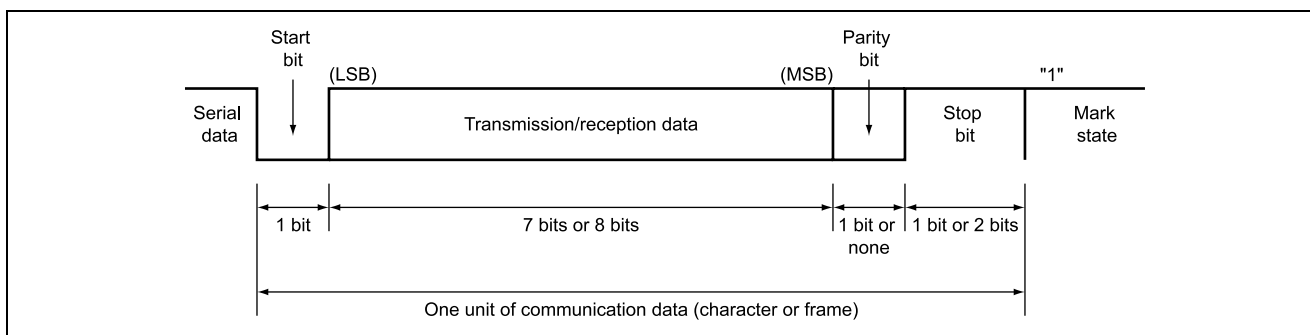 Start
bit
Parity
bit
(LSB)
(MSB)
"1"
Serial
data
Transmission/reception data
Stop
bit
Mark
state
1 bit
7 bits or 8 bits
1 bit or
none
1 bit or 2 bits
One unit of communication data (character or frame)